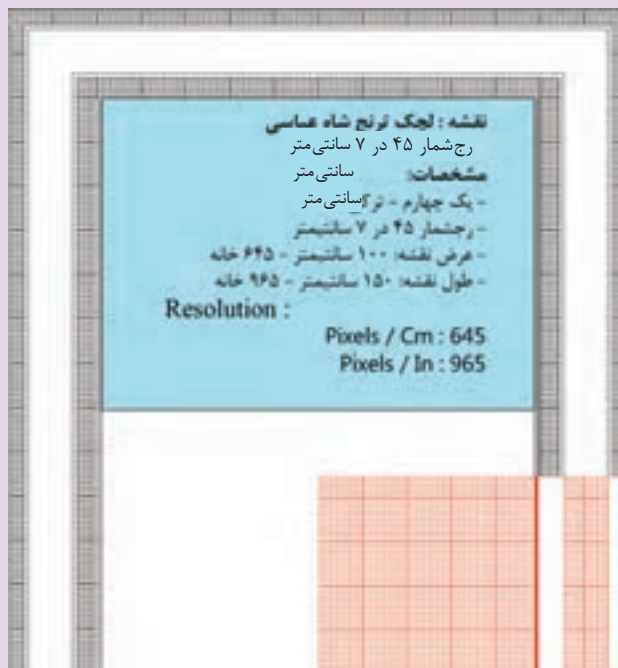 نقشه : لچک ترنج شاه عباسی
رج‌شمار ۴۵ در ۷ سانتی‌متر
سانتی‌متر
مشخصات:
- یک چهارم - سانتی‌متر
- رجشمار ۴۵ در ۷ سانتیمتر
- عرض نقشه: ۱۰۰ سانتیمتر - ۶۴۵ خانه
- طول نقشه: ۱۵۰ سانتیمتر - ۹۶۵ خانه
Resolution :
Pixels / Cm : 645
Pixels / In : 965